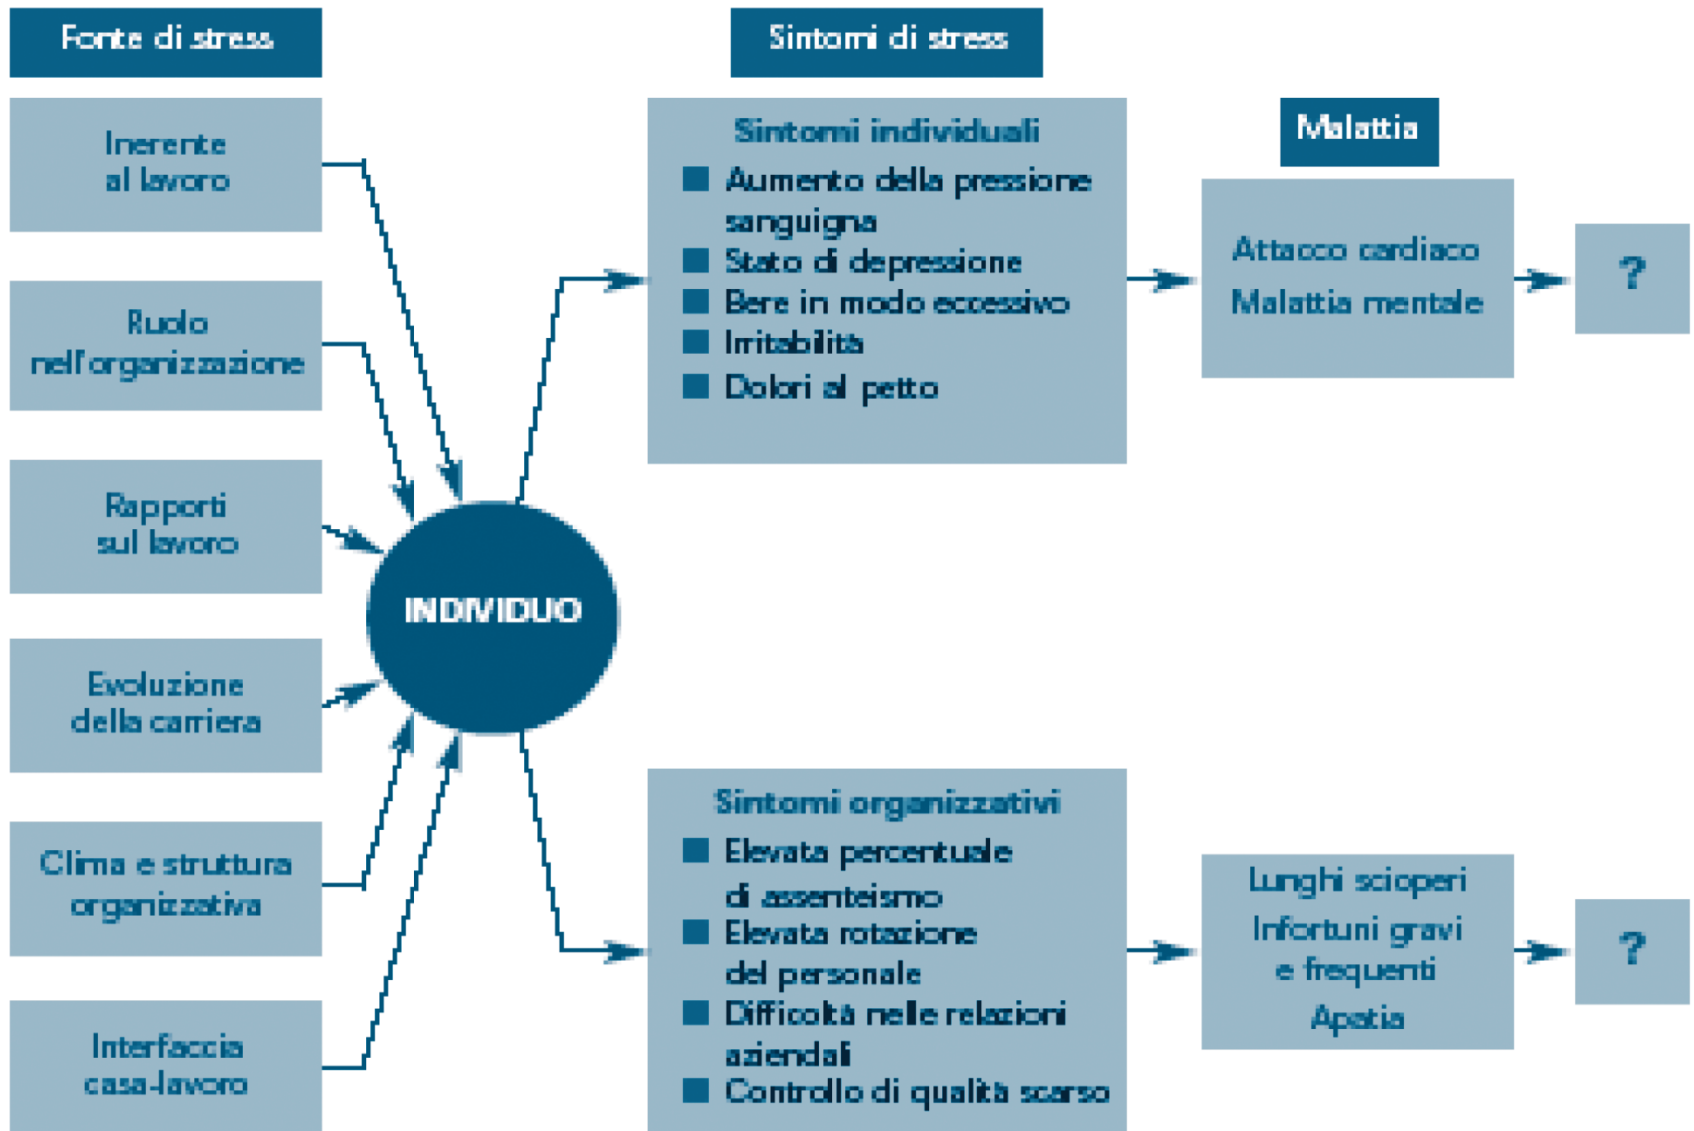 Fonte di stress
Inerente
al lavoro
Ruolo
nell'organizzazione
Rapporti
sul lavoro
Evoluzione
della carriera
Clima e struttura
organizzativa
Interfaccia
casa-lavoro
INDIVIDUO
Sintomi di stress
Sintomi individuali
Aumento della pressione
sanguigna
Stato di depressione
Bere in modo eccessivo
Irritabilità
Dolori al petto
Malattia
Attacco cardiaco
Malattia mentale
?
Sintomi organizzativi
Elevata percentuale
di assenteismo
Elevata rotazione
del personale
Difficoltà nelle relazioni
aziendali
Controllo di qualità scarso
Lunghi scioperi
Infortuni gravi
e frequenti
Apatia
?